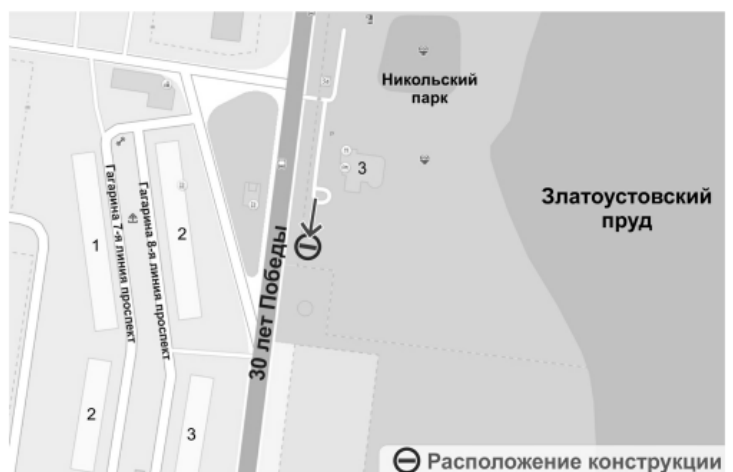 Никольский
парк
Златоустовский
пруд
3
Гагарина 7-я линия проспект
Гагарина 8-я линия проспект
1
2
30 лет Победы
2
3
Расположение конструкции